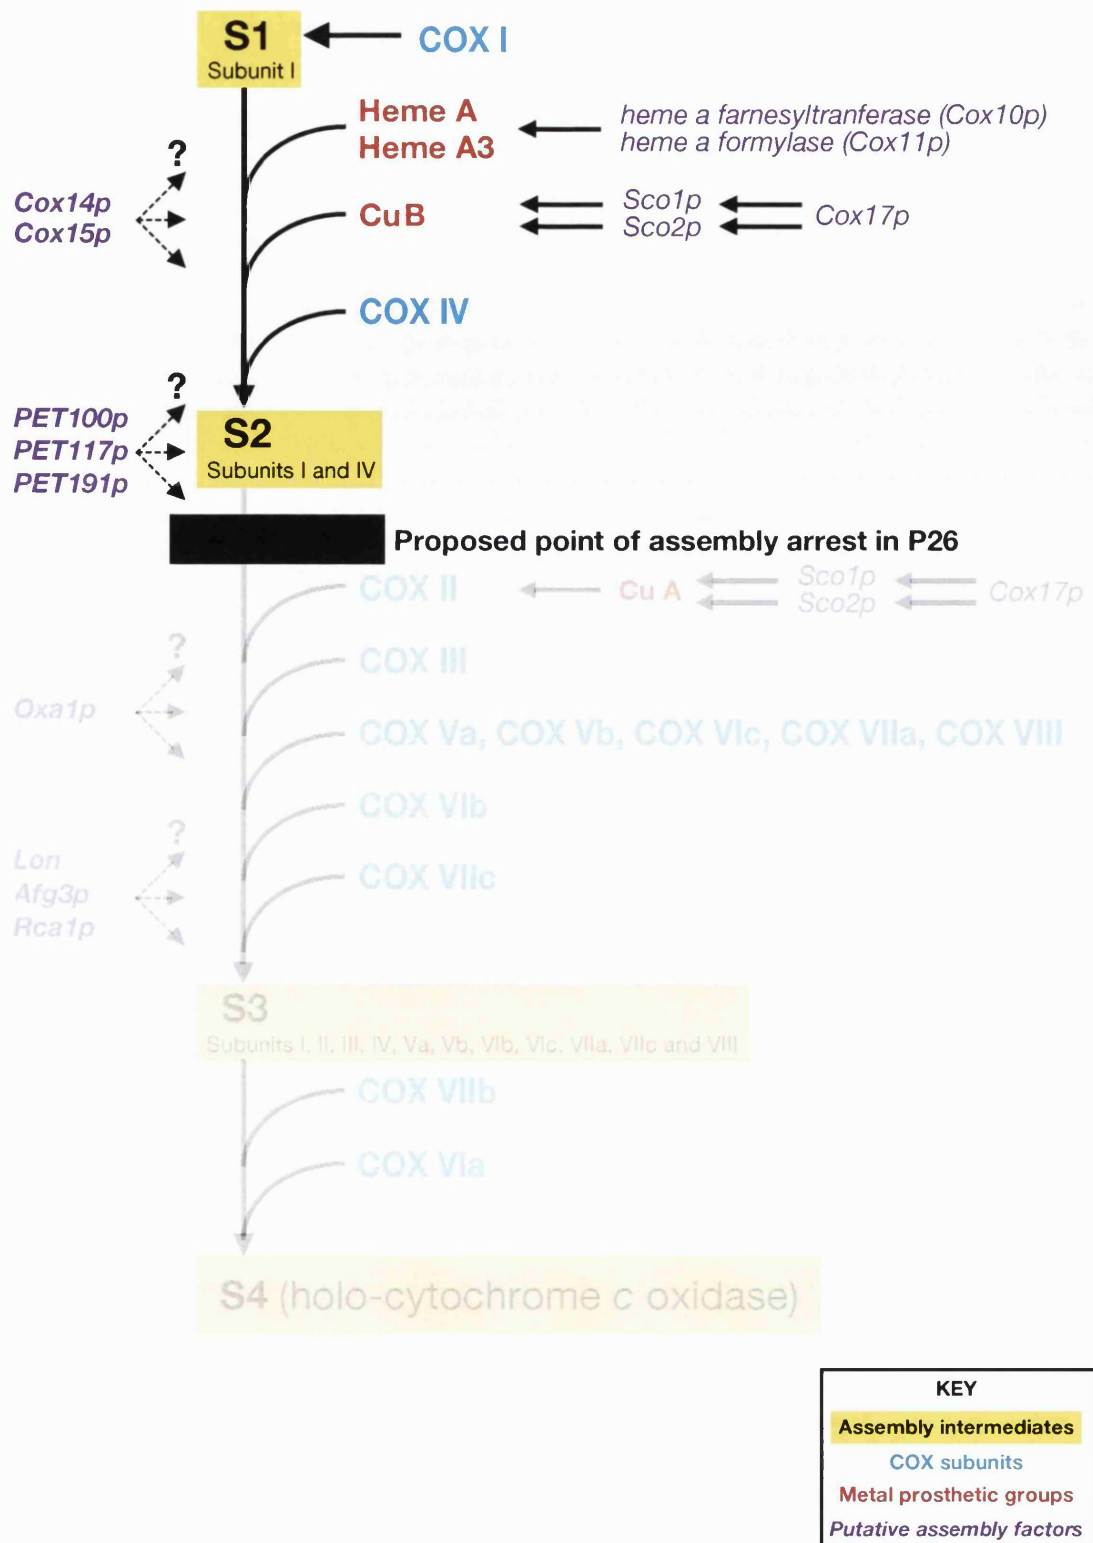 S1
Subunit I
COX I
Heme A
Heme A3
heme a farnesyltranferase (Cox10p)
heme a formylase (Cox11p)
?
Cox14p
Cox15p
CuB
Sco1p
Sco2p
Cox17p
COX IV
?
PET100p
PET117p
PET191p
S2
Subunits I and IV
Proposed point of assembly arrest in P26
COX II
Cu A
Sco1p
Sco2p
Cox17p
?
COX III
Oxa1p
COX Va, COX Vb, COX VIc, COX VIIa, COX VIII
COX VIb
?
Lon
Afg3p
Rca1p
COX VIIc
S3
Subunits I, II, III, IV, Va, Vb, VIb, VIc, VIIa, VIIc and VIII
COX VIIb
COX VIa
S4 (holo-cytochrome c oxidase)
KEY
Assembly intermediates
COX subunits
Metal prosthetic groups
Putative assembly factors